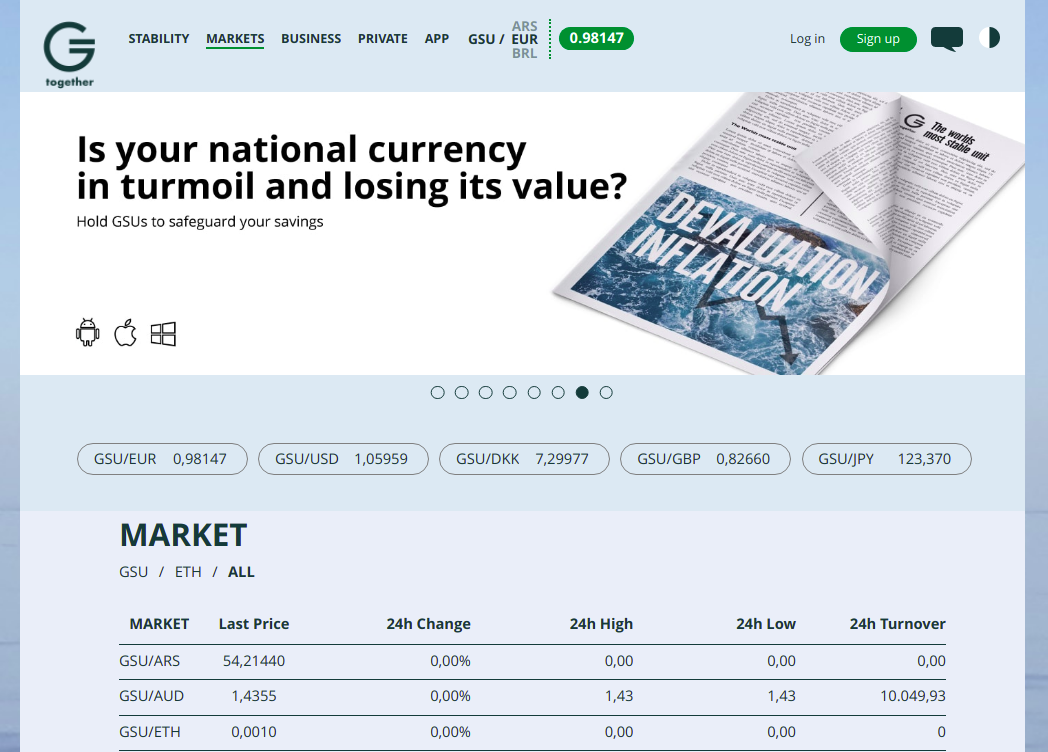 together
STABILITY MARKETS BUSINESS PRIVATE APP GSU / ARS EUR BRL 0.98147 Log in Sign up
Is your national currency
in turmoil and losing its value?
Hold GSUs to safeguard your savings
The worlds
most stable unit
DEVALUATION
INFLATION
GSU/EUR 0,98147 GSU/USD 1,05959 GSU/DKK 7,29977 GSU/GBP 0,82660 GSU/JPY 123,370
MARKET
GSU / ETH / ALL
MARKET Last Price 24h Change 24h High 24h Low 24h Turnover
GSU/ARS 54,21440 0,00% 0,00 0,00 0,00
GSU/AUD 1,4355 0,00% 1,43 1,43 10.049,93
GSU/ETH 0,0010 0,00% 0,00 0,00 0